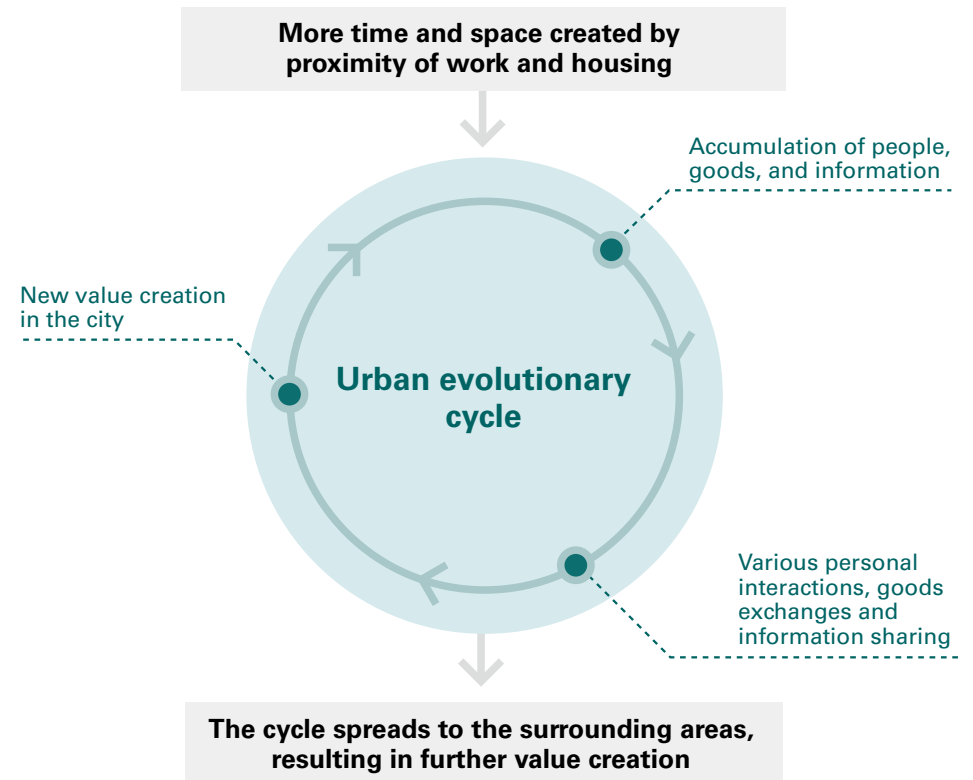 More time and space created by
proximity of work and housing
Accumulation of people,
goods, and information
New value creation
in the city
Urban evolutionary
cycle
Various personal
interactions, goods
exchanges and
information sharing
The cycle spreads to the surrounding areas,
resulting in further value creation